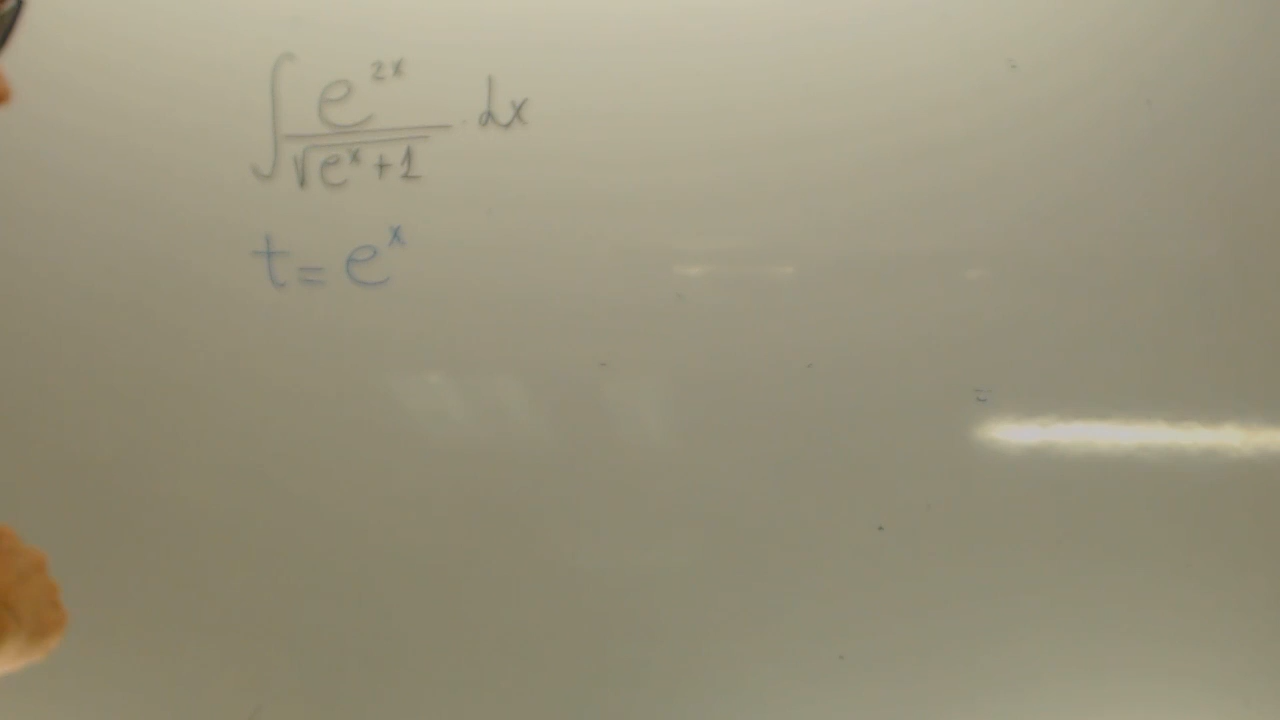 ∫ e^{2x} / √(e^x + 1) · dx
t = e^x